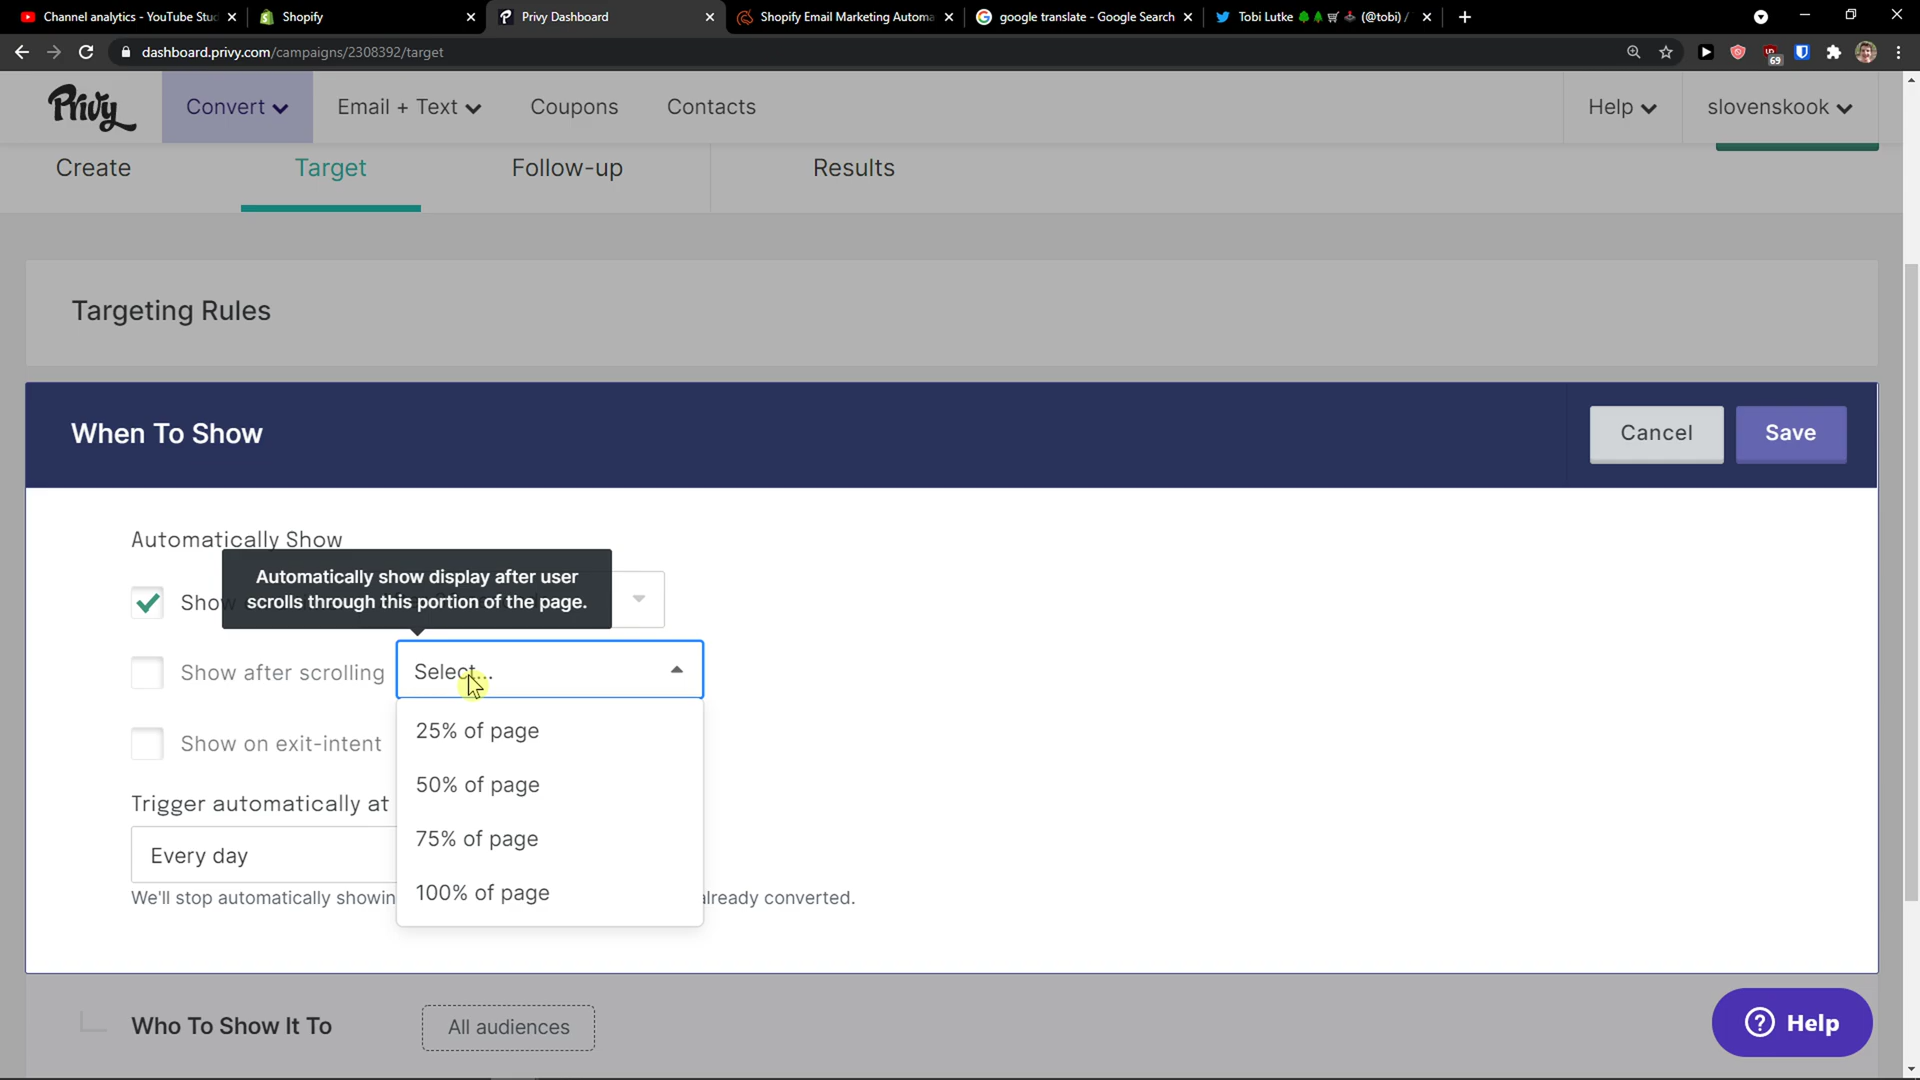 Channel analytics - YouTube Stu
Shopify
Privy Dashboard
Shopify Email Marketing Automa
google translate - Google Search
Tobi Lutke 🌲🌲🛒🕹 (@tobi) /
dashboard.privy.com/campaigns/2308392/target
69
Privy
Convert
Email + Text
Coupons
Contacts
Help
slovenskook
Create
Target
Follow-up
Results
Targeting Rules
When To Show
Cancel
Save
Automatically Show
Automatically show display after user
scrolls through this portion of the page.
Show
Show after scrolling
Select...
25% of page
50% of page
75% of page
100% of page
Show on exit-intent
Trigger automatically at
Every day
We'll stop automatically showin
already converted.
Who To Show It To
All audiences
Help